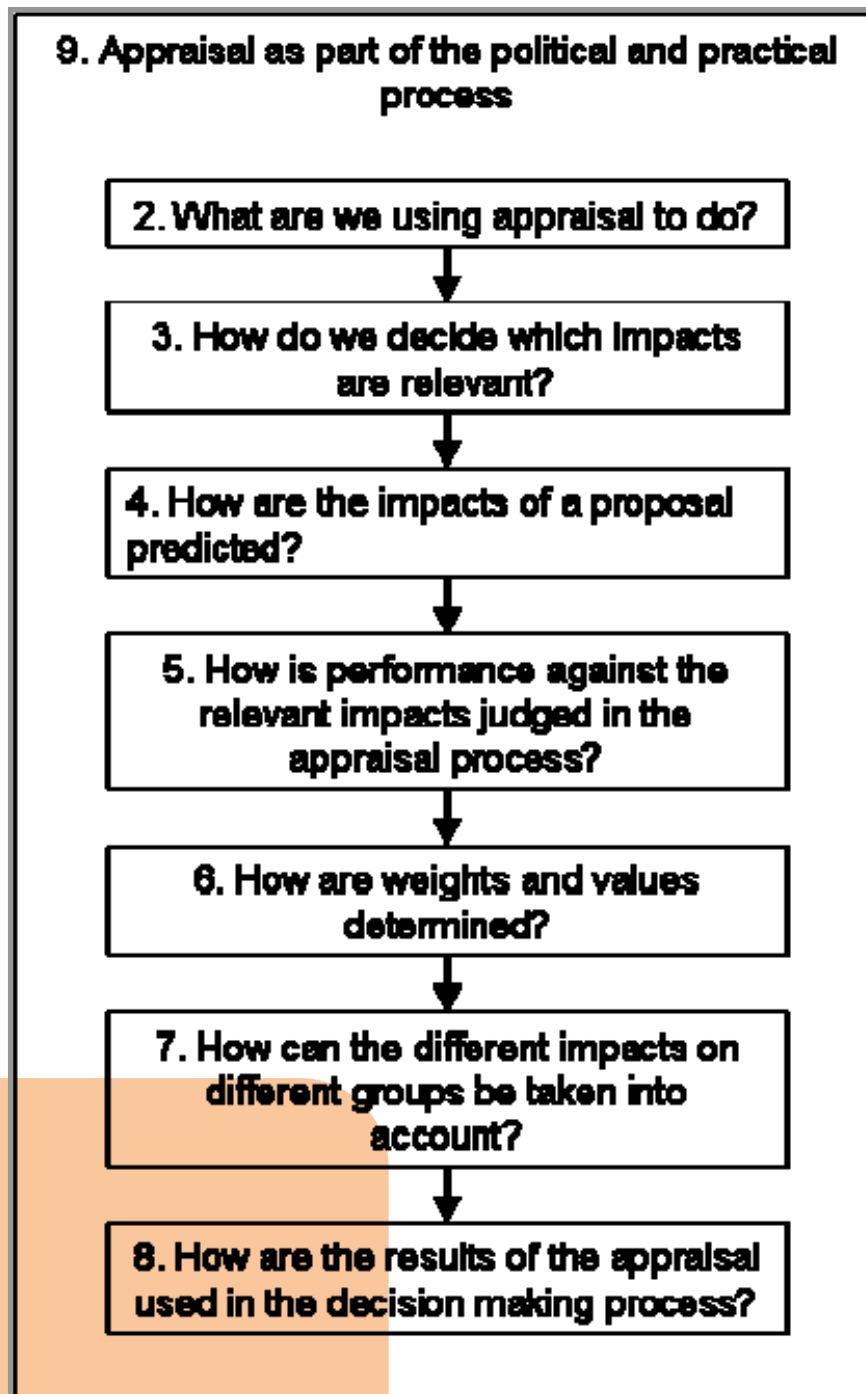 9. Appraisal as part of the political and practical
process
2. What are we using appraisal to do?
3. How do we decide which impacts
are relevant?
4. How are the impacts of a proposal
predicted?
5. How is performance against the
relevant impacts judged in the
appraisal process?
6. How are weights and values
determined?
7. How can the different impacts on
different groups be taken into
account?
8. How are the results of the appraisal
used in the decision making process?